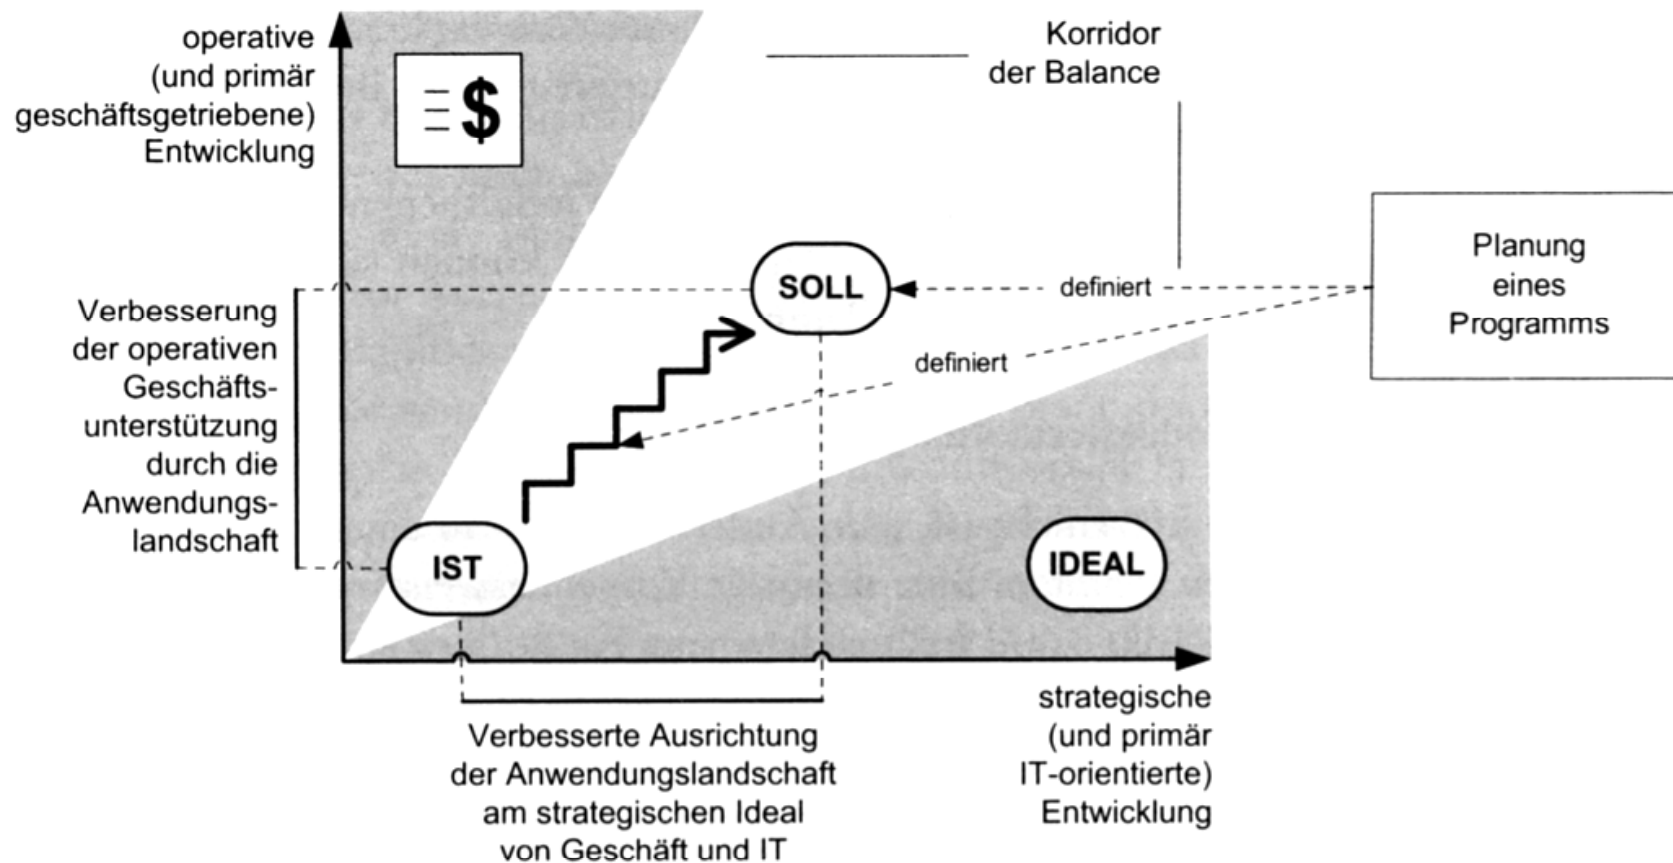 operative
(und primär
geschäftsgetriebene)
Entwicklung
$
Korridor
der Balance
Planung
eines
Programms
SOLL
definiert
definiert
Verbesserung
der operativen
Geschäfts-
unterstützung
durch die
Anwendungs-
landschaft
IST
IDEAL
strategische
(und primär
IT-orientierte)
Entwicklung
Verbesserte Ausrichtung
der Anwendungslandschaft
am strategischen Ideal
von Geschäft und IT